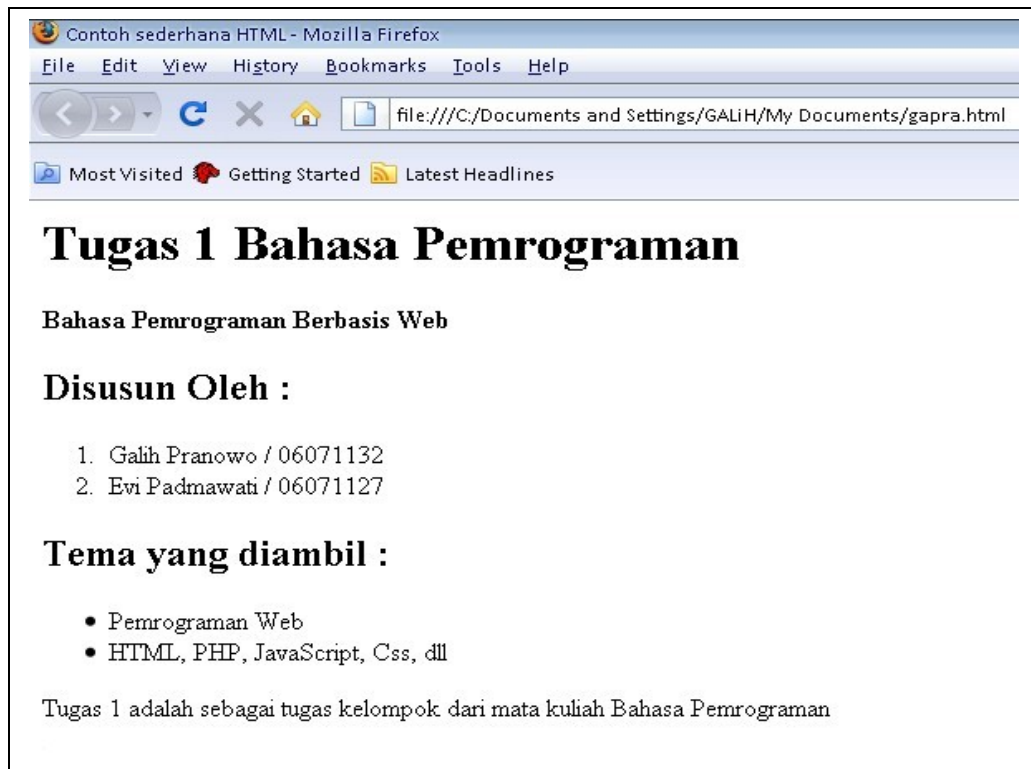 Contoh sederhana HTML - Mozilla Firefox
File Edit View History Bookmarks Tools Help
file:///C:/Documents and Settings/GALiH/My Documents/gapra.html
Most Visited Getting Started Latest Headlines
Tugas 1 Bahasa Pemrograman
Bahasa Pemrograman Berbasis Web
Disusun Oleh :
1. Galih Pranowo / 06071132
2. Evi Padmawati / 06071127
Tema yang diambil :
• Pemrograman Web
• HTML, PHP, JavaScript, Css, dll
Tugas 1 adalah sebagai tugas kelompok dari mata kuliah Bahasa Pemrograman